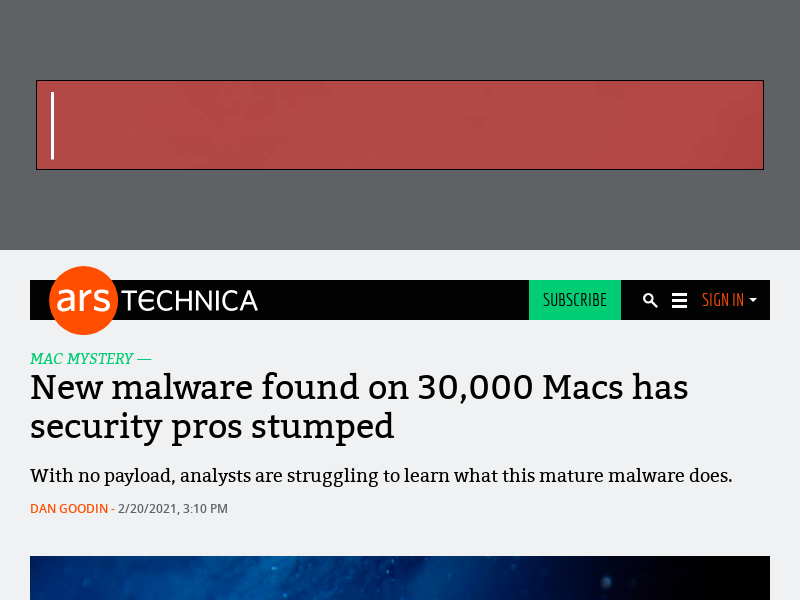 ars TECHNICA
SUBSCRIBE
SIGN IN
MAC MYSTERY —
New malware found on 30,000 Macs has
security pros stumped
With no payload, analysts are struggling to learn what this mature malware does.
DAN GOODIN - 2/20/2021, 3:10 PM